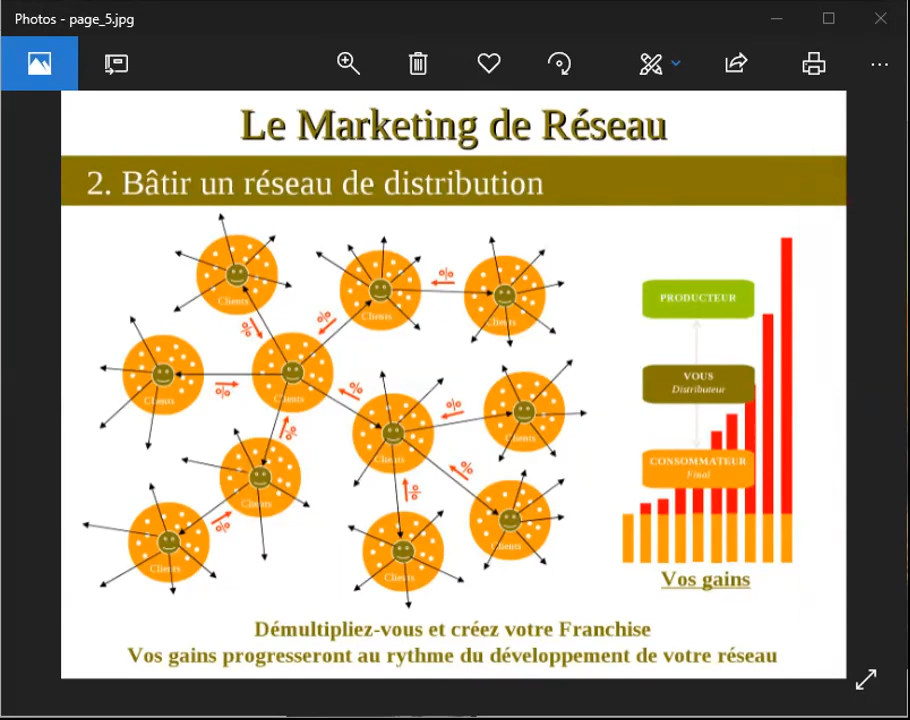 Photos - page_5.jpg
Le Marketing de Réseau
2. Bâtir un réseau de distribution
Clients
Clients
Clients
%
%
%
Clients
Clients
%
%
%
Clients
Clients
%
%
Clients
%
%
Clients
Clients
Clients
PRODUCTEUR
VOUS
Distributeur
CONSOMMATEUR
Final
Vos gains
Démultipliez-vous et créez votre Franchise
Vos gains progresseront au rythme du développement de votre réseau